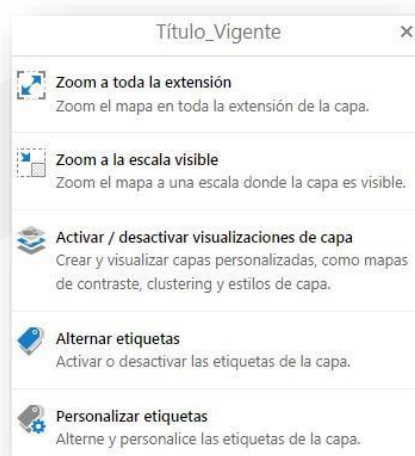 Título_Vigente
Zoom a toda la extensión
Zoom el mapa en toda la extensión de la capa.
Zoom a la escala visible
Zoom el mapa a una escala donde la capa es visible.
Activar / desactivar visualizaciones de capa
Crear y visualizar capas personalizadas, como mapas
de contraste, clustering y estilos de capa.
Alternar etiquetas
Activar o desactivar las etiquetas de la capa.
Personalizar etiquetas
Alterne y personalice las etiquetas de la capa.